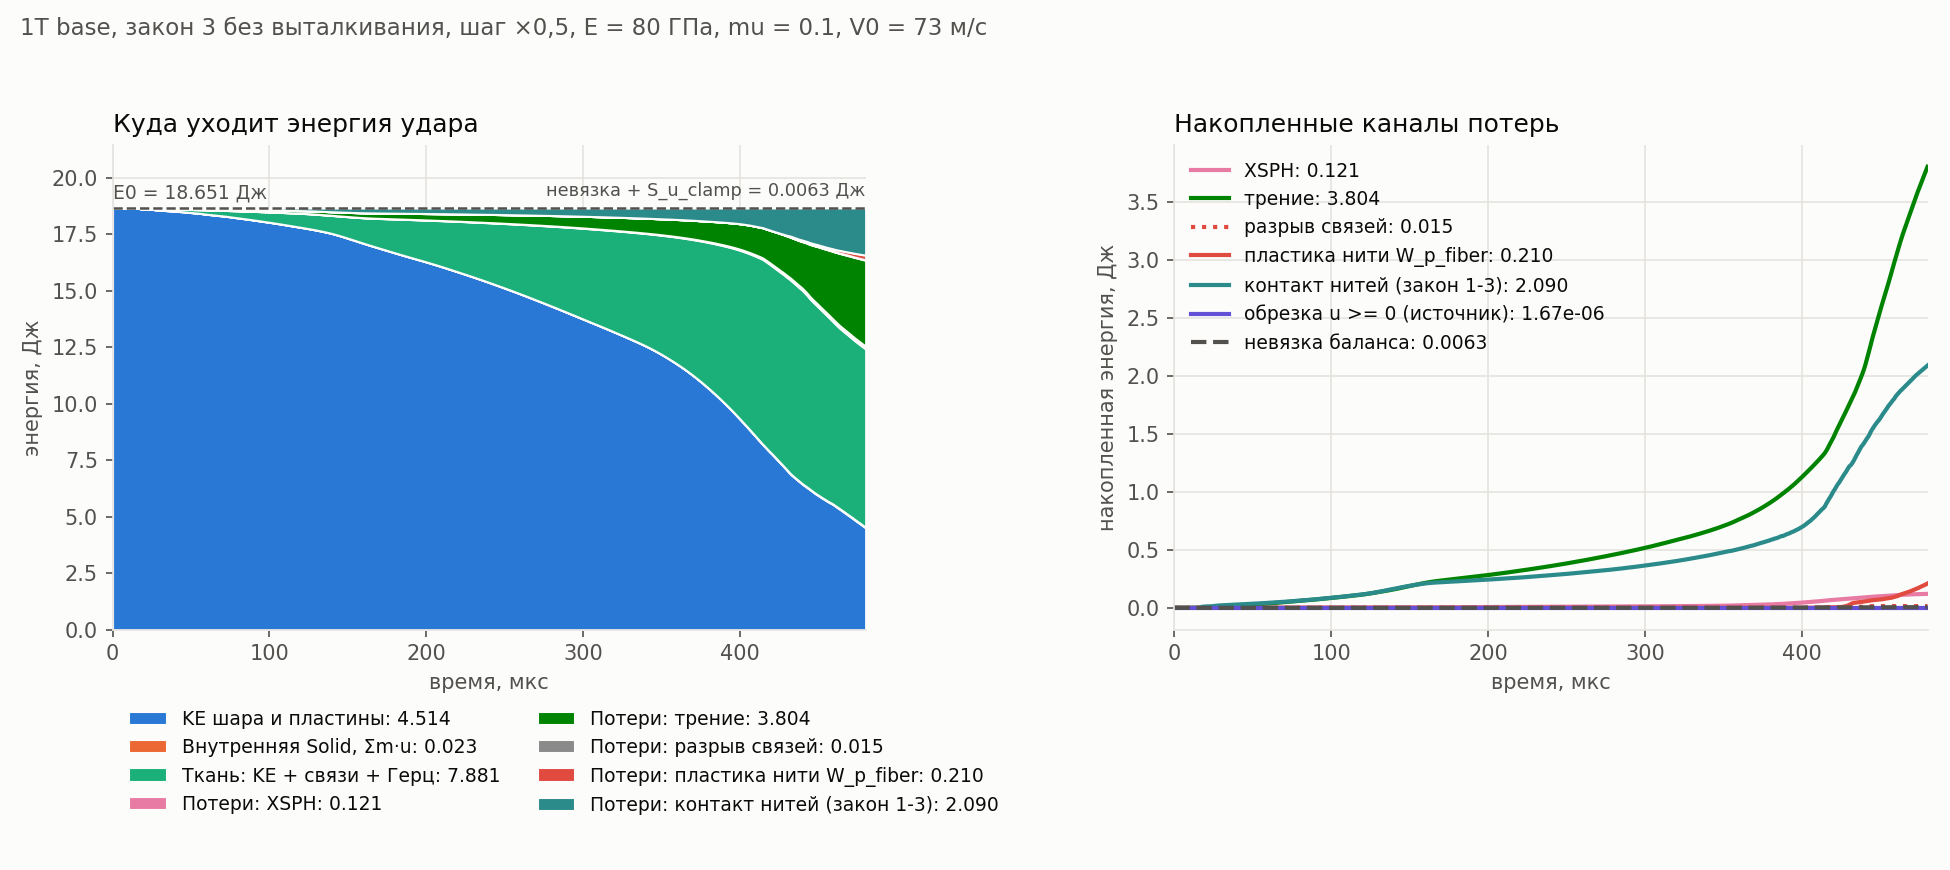 1T base, закон 3 без выталкивания, шаг ×0,5, E = 80 ГПа, mu = 0.1, V0 = 73 м/с
Куда уходит энергия удара
E0 = 18.651 Дж
невязка + S_u_clamp = 0.0063 Дж
энергия, Дж
20.0
17.5
15.0
12.5
10.0
7.5
5.0
2.5
0.0
0
100
200
300
400
время, мкс
KE шара и пластины: 4.514
Внутренняя Solid, Σm·u: 0.023
Ткань: KE + связи + Герц: 7.881
Потери: XSPH: 0.121
Потери: трение: 3.804
Потери: разрыв связей: 0.015
Потери: пластика нити W_p_fiber: 0.210
Потери: контакт нитей (закон 1-3): 2.090
Накопленные каналы потерь
XSPH: 0.121
трение: 3.804
разрыв связей: 0.015
пластика нити W_p_fiber: 0.210
контакт нитей (закон 1-3): 2.090
обрезка u >= 0 (источник): 1.67e-06
невязка баланса: 0.0063
накопленная энергия, Дж
3.5
3.0
2.5
2.0
1.5
1.0
0.5
0.0
0
100
200
300
400
время, мкс